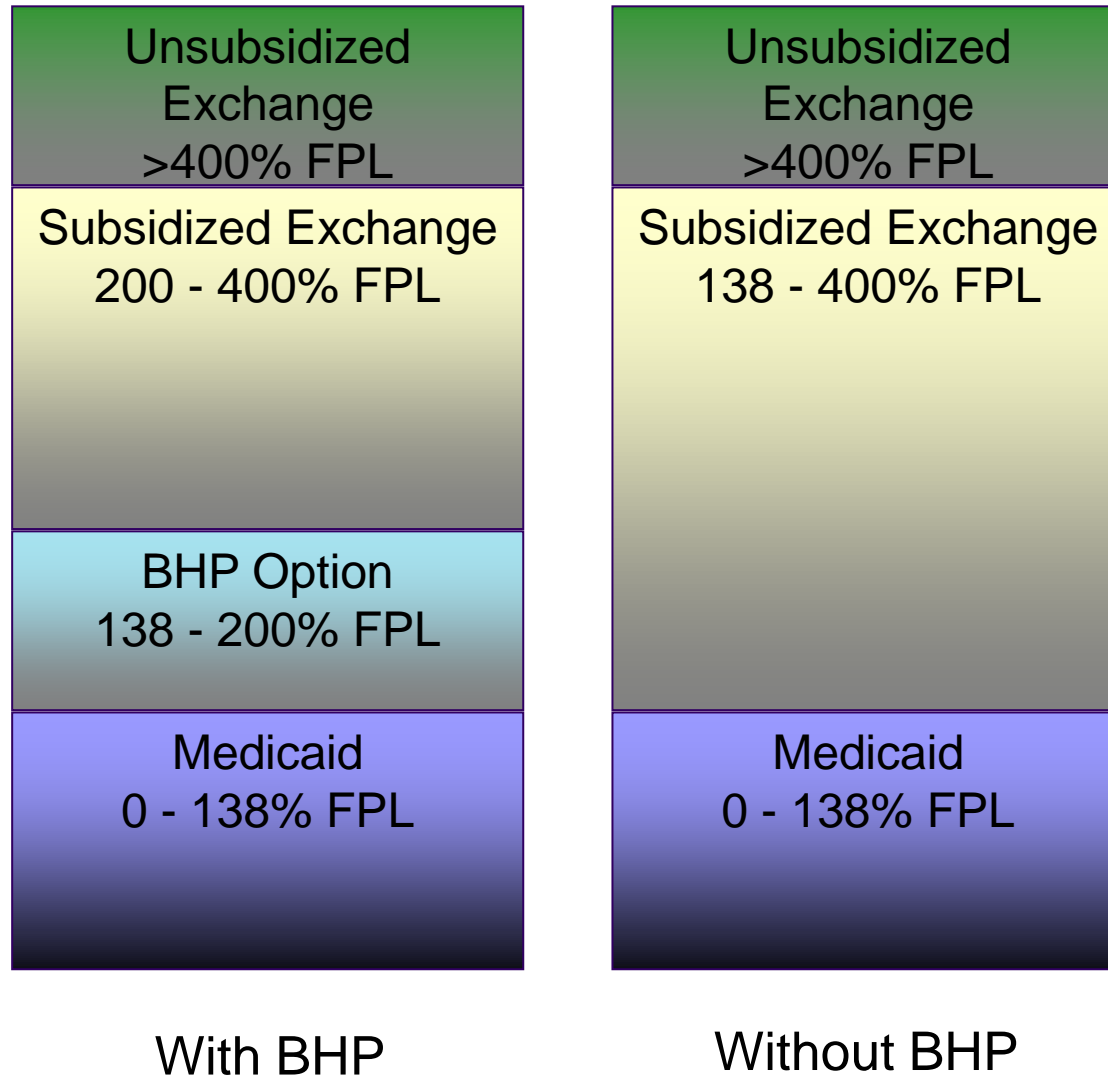 Unsubsidized
Exchange
>400% FPL
Subsidized Exchange
200 - 400% FPL
BHP Option
138 - 200% FPL
Medicaid
0 - 138% FPL
With BHP
Unsubsidized
Exchange
>400% FPL
Subsidized Exchange
138 - 400% FPL
Medicaid
0 - 138% FPL
Without BHP